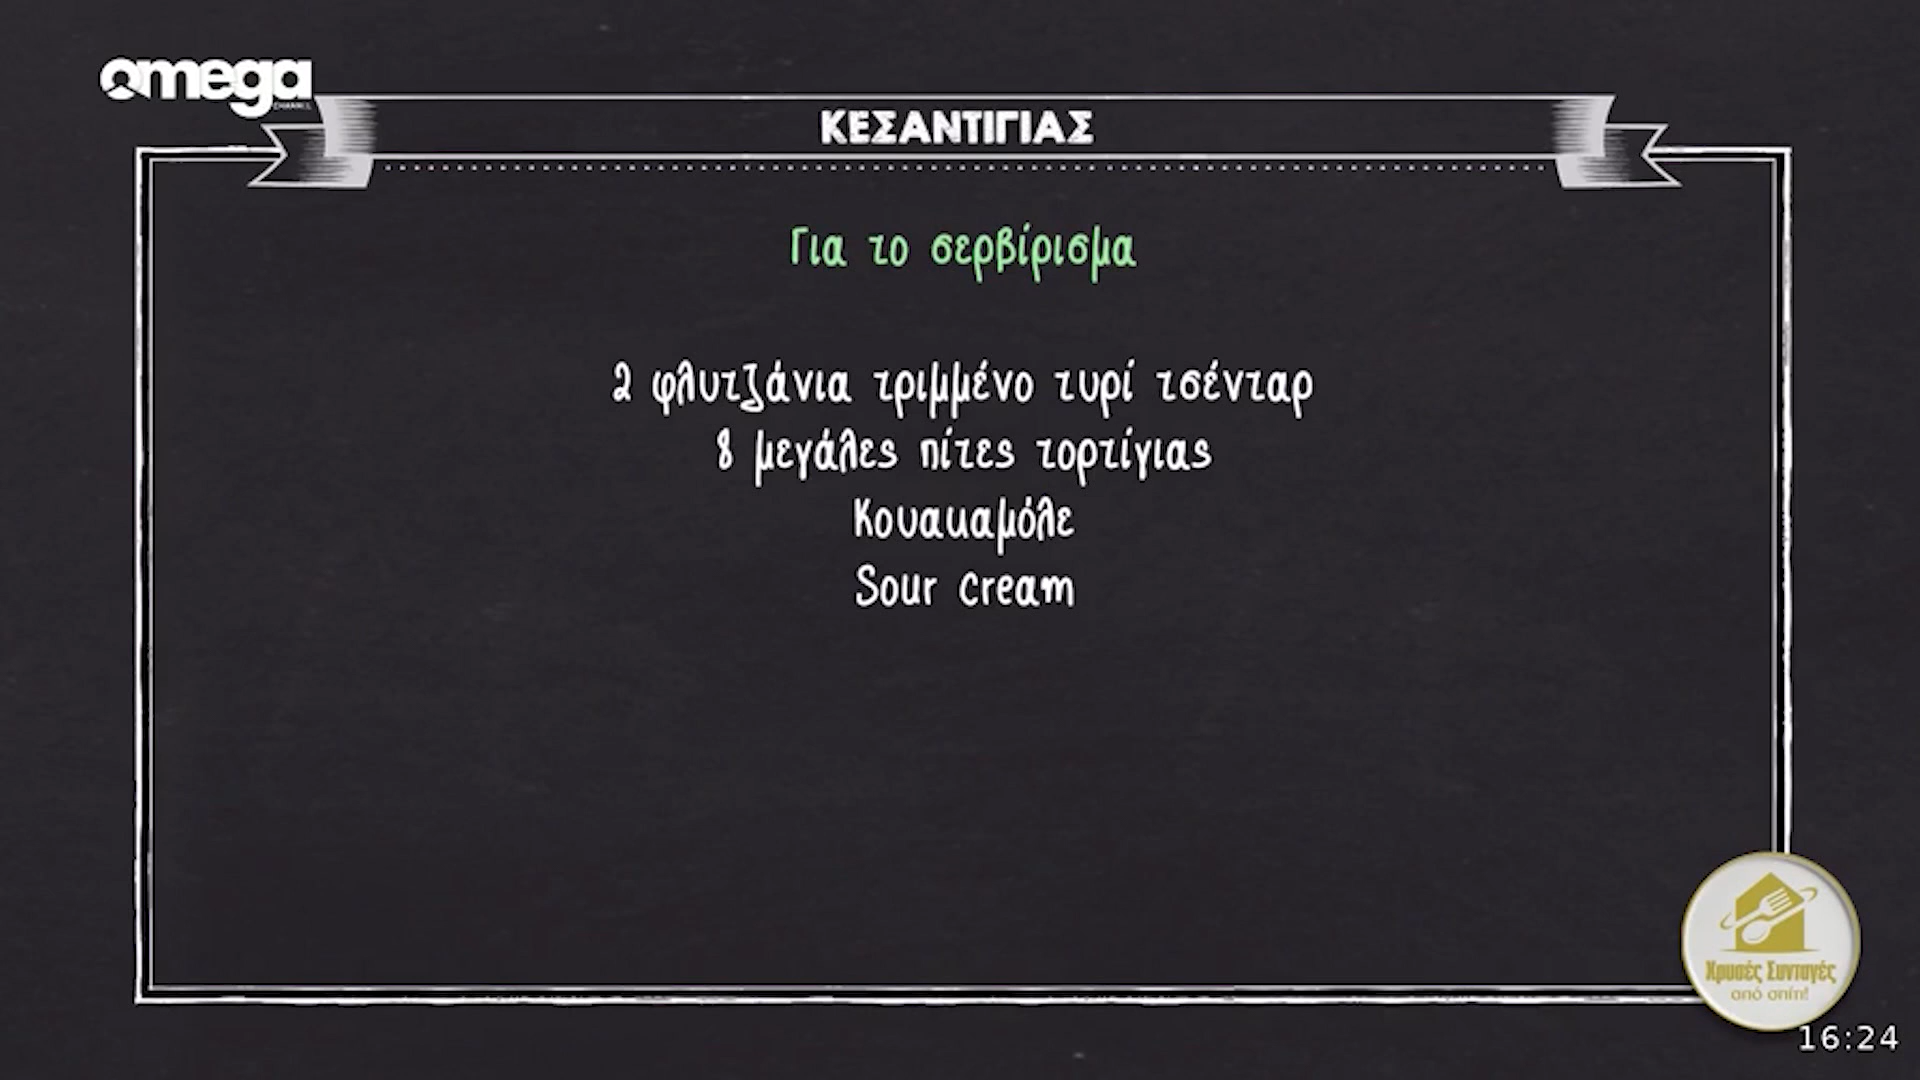 omega
CHANNEL
ΚΕΣΑΝΤΙΓΙΑΣ
Για το σερβίρισμα
2 φλυτζάνια τριμμένο τυρί τσένταρ
8 μεγάλες πίτες τορτίγιας
Κουακαμόλε
Sour cream
Χρυσές Συνταγές
από σπίτι!
16:24